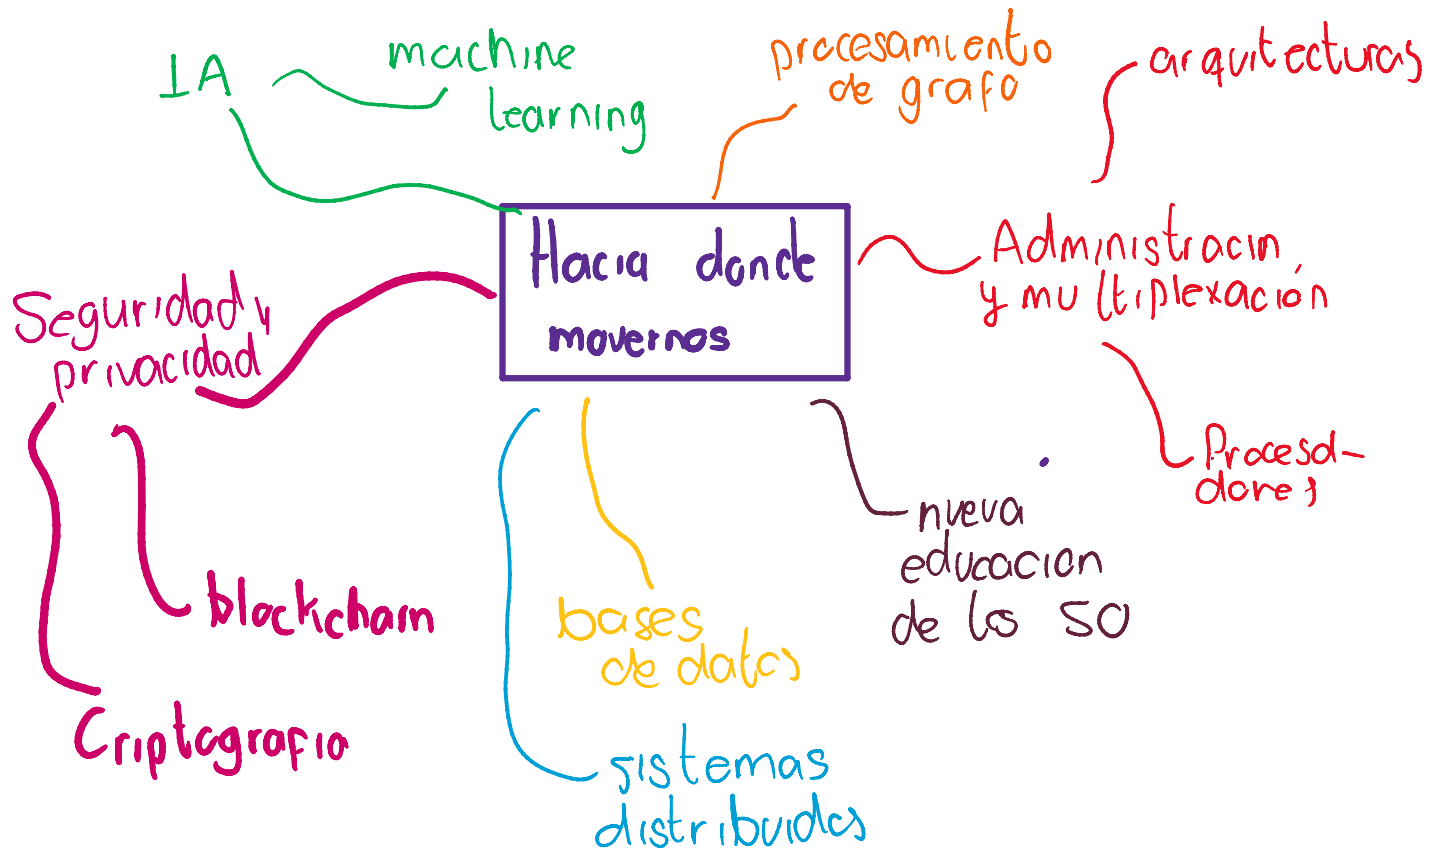 IA
machine
learning
procesamiento
de grafo
arquitecturas
Hacia donde
movernos
Administracin
y multiplexación
Seguridad y
privacidad
Procesa-
dores
nueva
educacion
de los 50
blockchain
bases
de datos
Criptografia
sistemas
distribuidos